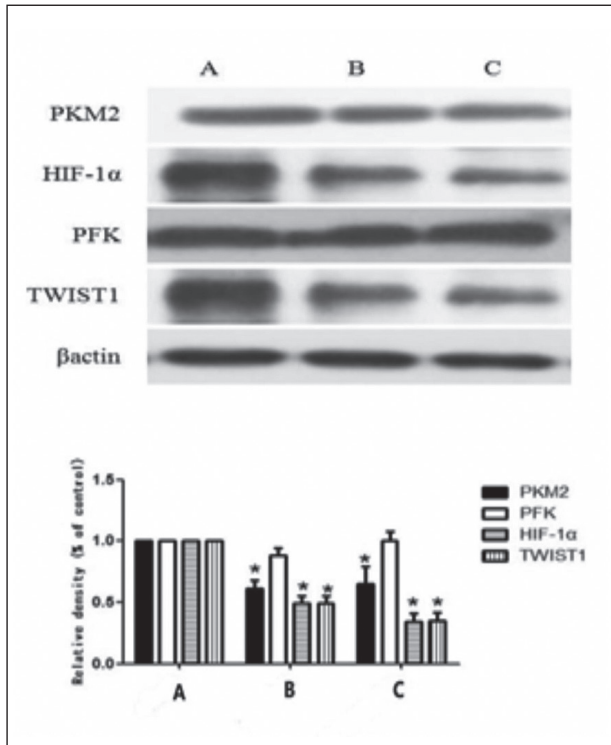 A B C
PKM2
HIF-1α
PFK
TWIST1
βactin
Relative density (% of control)
1.5
1.0
0.5
0.0
* * *
* * *
A B C
PKM2
PFK
HIF-1α
TWIST1